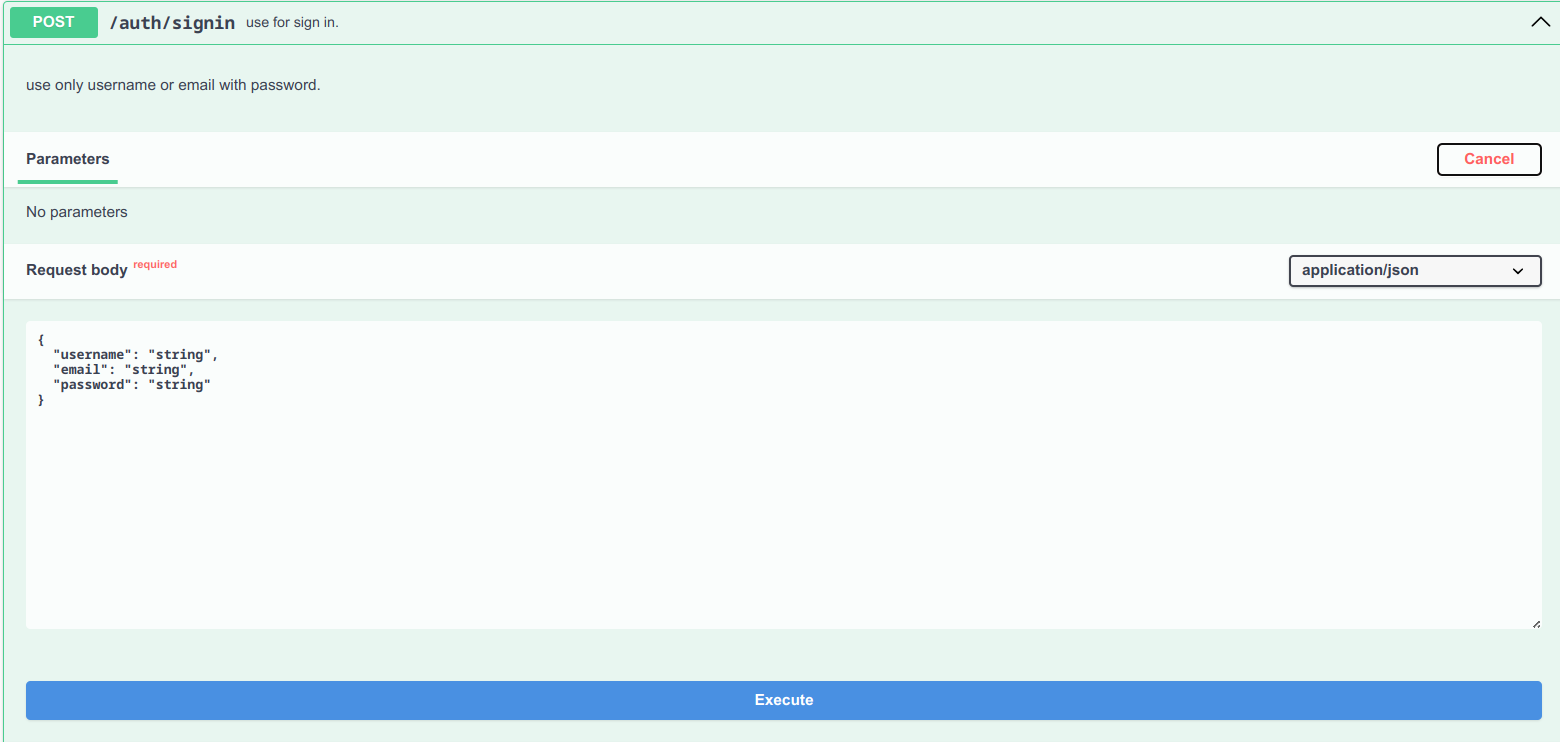 POST /auth/signin use for sign in.
use only username or email with password.
Parameters Cancel
No parameters
Request body required application/json
{
  "username": "string",
  "email": "string",
  "password": "string"
}
Execute